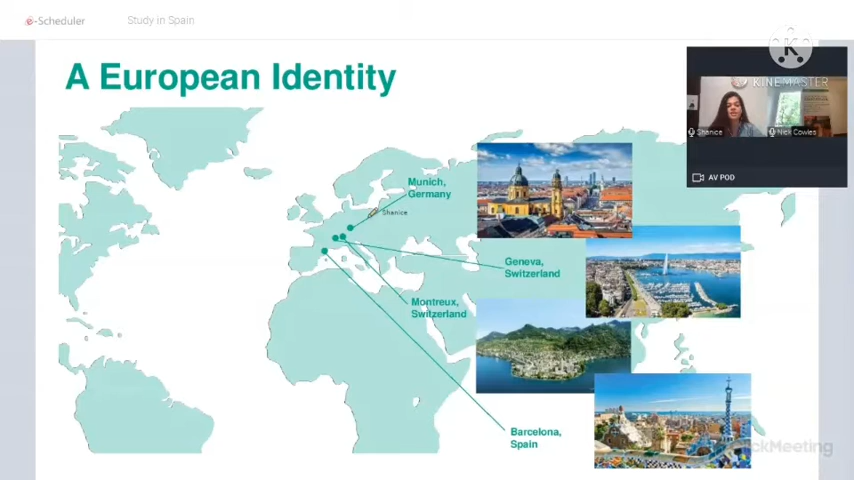 e-Scheduler
Study in Spain
A European Identity
K
KINEMASTER
Shanice
Nick Cowles
AV POD
Munich,
Germany
Shanice
Geneva,
Switzerland
Montreux,
Switzerland
Barcelona,
Spain
ckMeeting